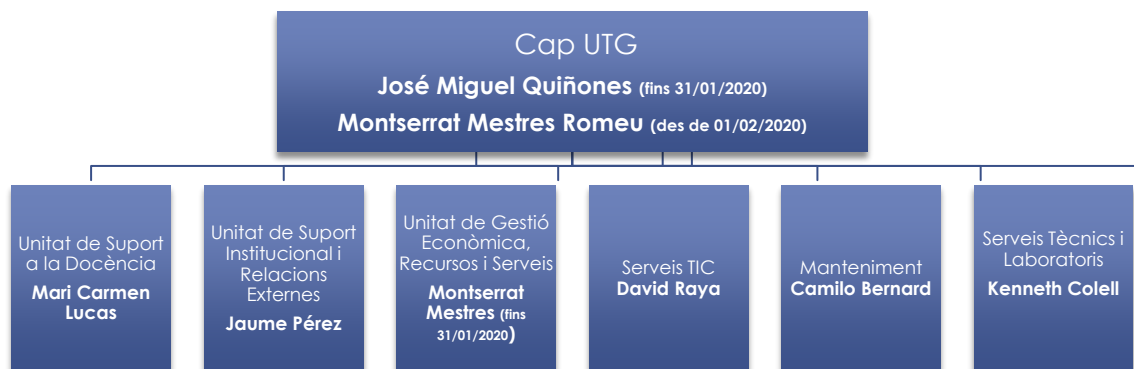 Cap UTG
José Miguel Quiñones (fins 31/01/2020)
Montserrat Mestres Romeu (des de 01/02/2020)
Unitat de Suport
a la Docència
Mari Carmen
Lucas
Unitat de Suport
Institucional i
Relacions
Externes
Jaume Pérez
Unitat de Gestió
Econòmica,
Recursos i Serveis
Montserrat
Mestres (fins
31/01/2020)
Serveis TIC
David Raya
Manteniment
Camilo Bernard
Serveis Tècnics i
Laboratoris
Kenneth Colell